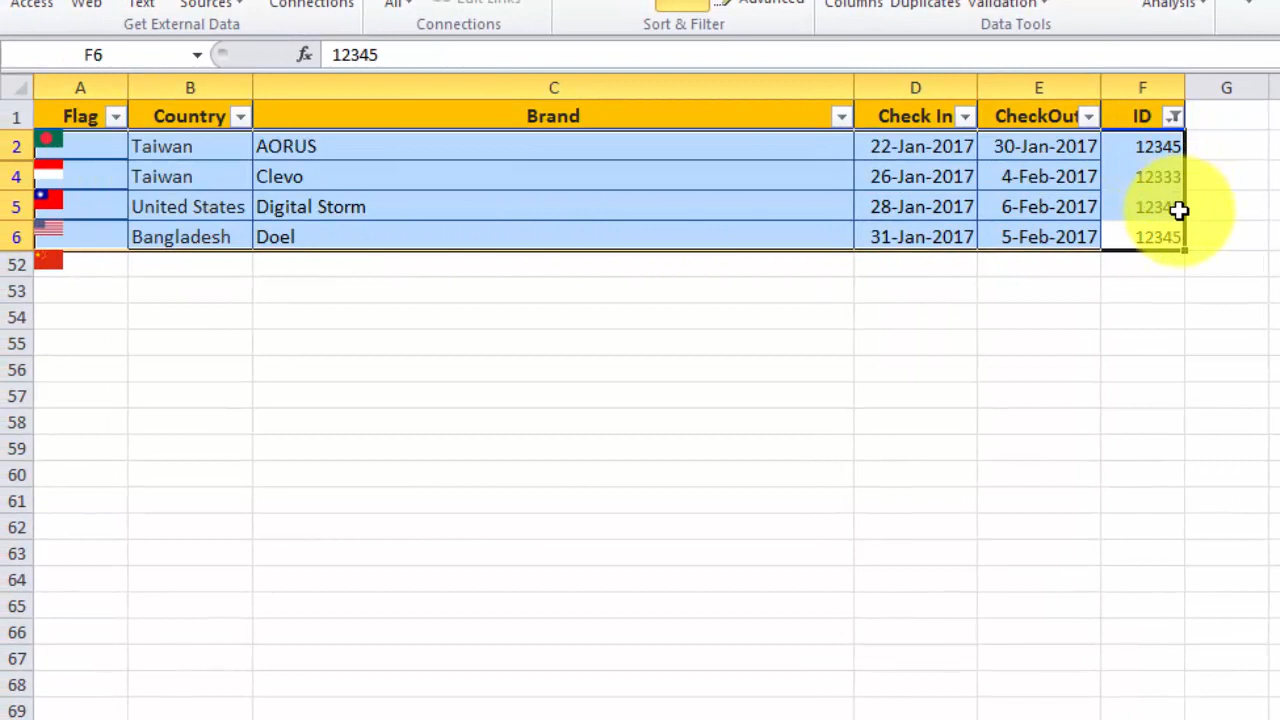 Access Web Text Sources Connections All Edit Links Advanced Columns Duplicates Validation Analysis
Get External Data Connections Sort & Filter Data Tools
F6 fx 12345
A B C D E F G
1 Flag Country Brand Check In CheckOut ID
2 Taiwan AORUS 22-Jan-2017 30-Jan-2017 12345
4 Taiwan Clevo 26-Jan-2017 4-Feb-2017 12333
5 United States Digital Storm 28-Jan-2017 6-Feb-2017
6 Bangladesh Doel 31-Jan-2017 5-Feb-2017 12345
52
53
54
55
56
57
58
59
60
61
62
63
64
65
66
67
68
69